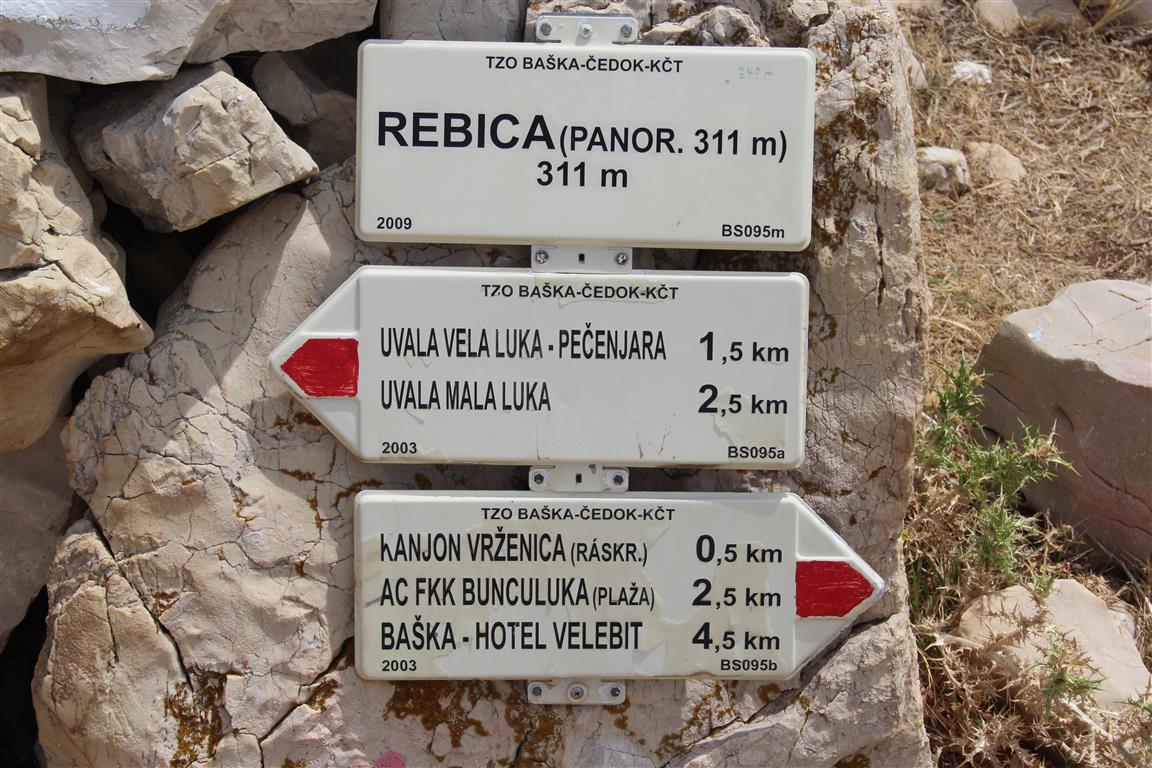 TZO BAŠKA-ČEDOK-KČT
REBICA (PANOR. 311 m)
311 m
2009 BS095m
TZO BAŠKA-ČEDOK-KČT
UVALA VELA LUKA - PEČENJARA 1,5 km
UVALA MALA LUKA 2,5 km
2003 BS095a
TZO BAŠKA-ČEDOK-KČT
KANJON VRŽENICA (RÁSKR.) 0,5 km
AC FKK BUNCULUKA (PLAŽA) 2,5 km
BAŠKA - HOTEL VELEBIT 4,5 km
2003 BS095b